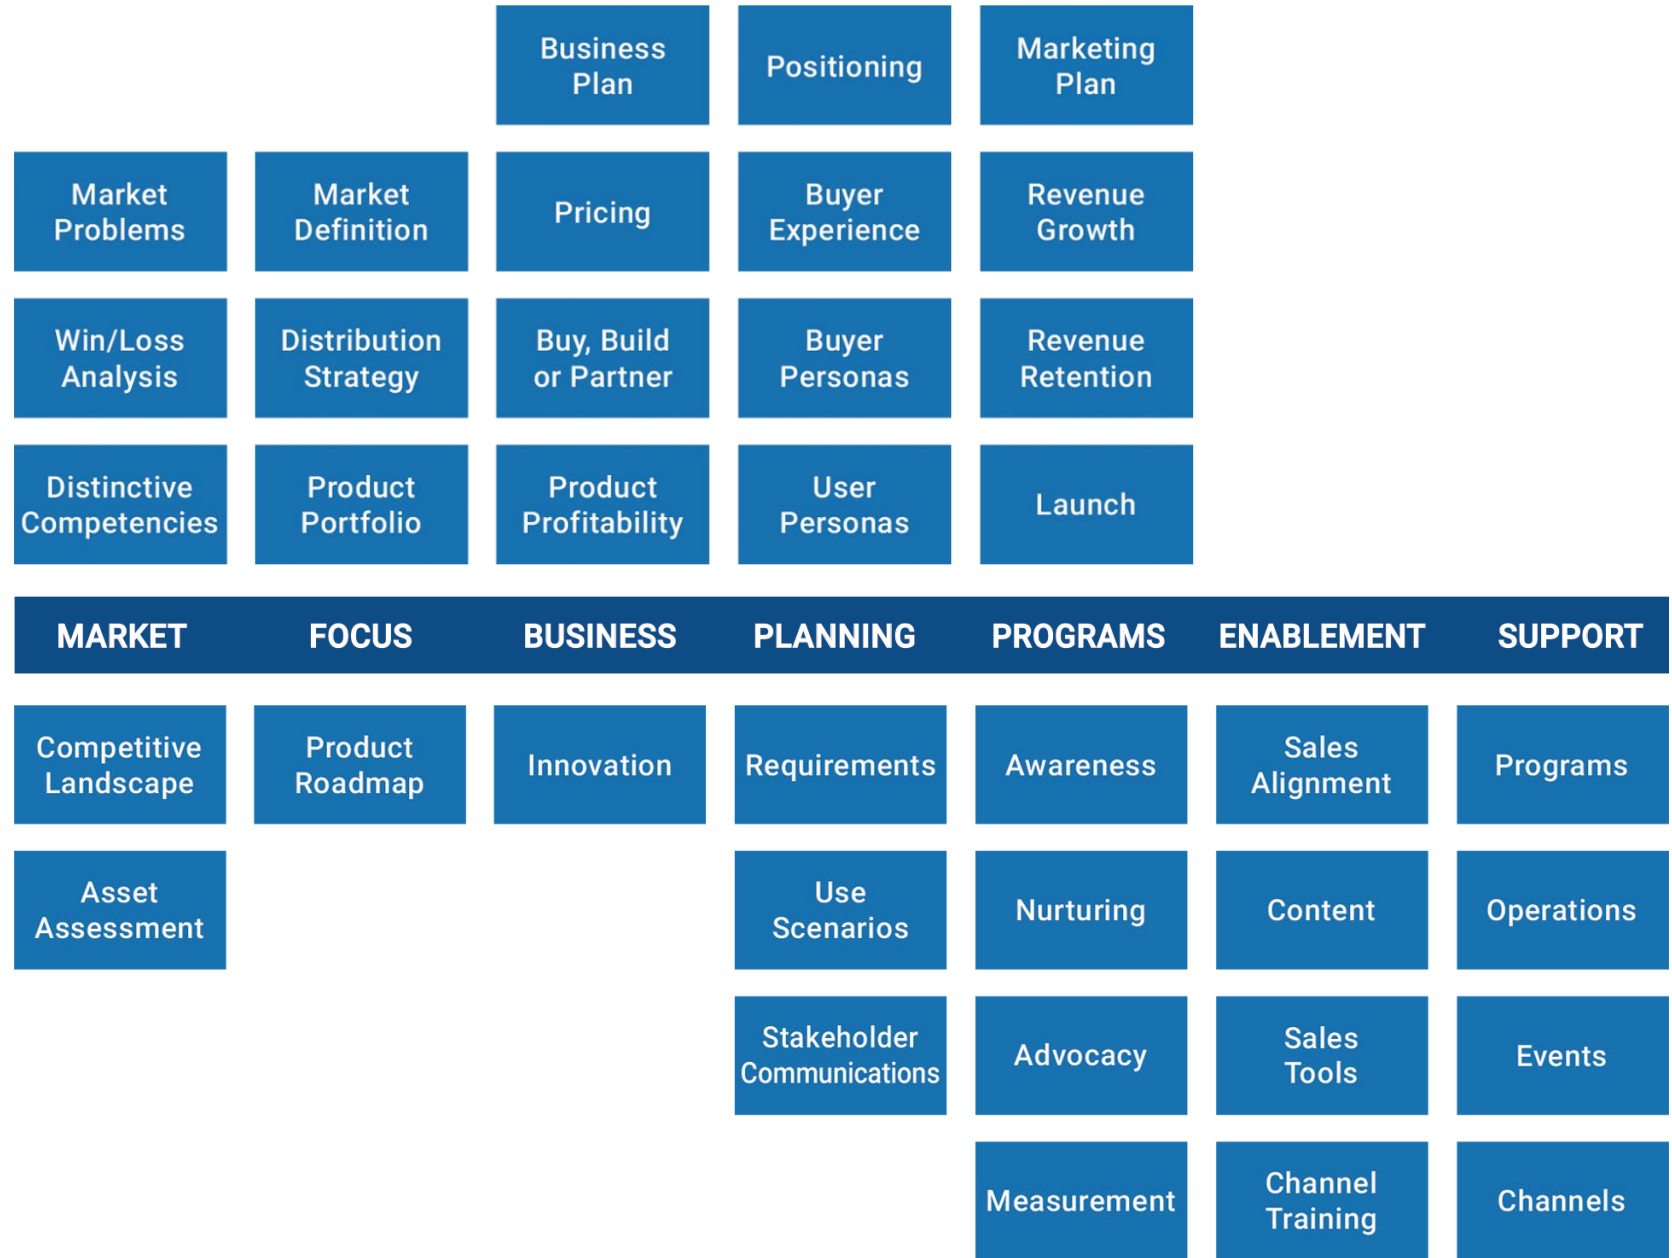 Business
Plan
Positioning
Marketing
Plan
Market
Problems
Market
Definition
Pricing
Buyer
Experience
Revenue
Growth
Win/Loss
Analysis
Distribution
Strategy
Buy, Build
or Partner
Buyer
Personas
Revenue
Retention
Distinctive
Competencies
Product
Portfolio
Product
Profitability
User
Personas
Launch
MARKET FOCUS BUSINESS PLANNING PROGRAMS ENABLEMENT SUPPORT
Competitive
Landscape
Product
Roadmap
Innovation
Requirements
Awareness
Sales
Alignment
Programs
Asset
Assessment
Use
Scenarios
Nurturing
Content
Operations
Stakeholder
Communications
Advocacy
Sales
Tools
Events
Measurement
Channel
Training
Channels